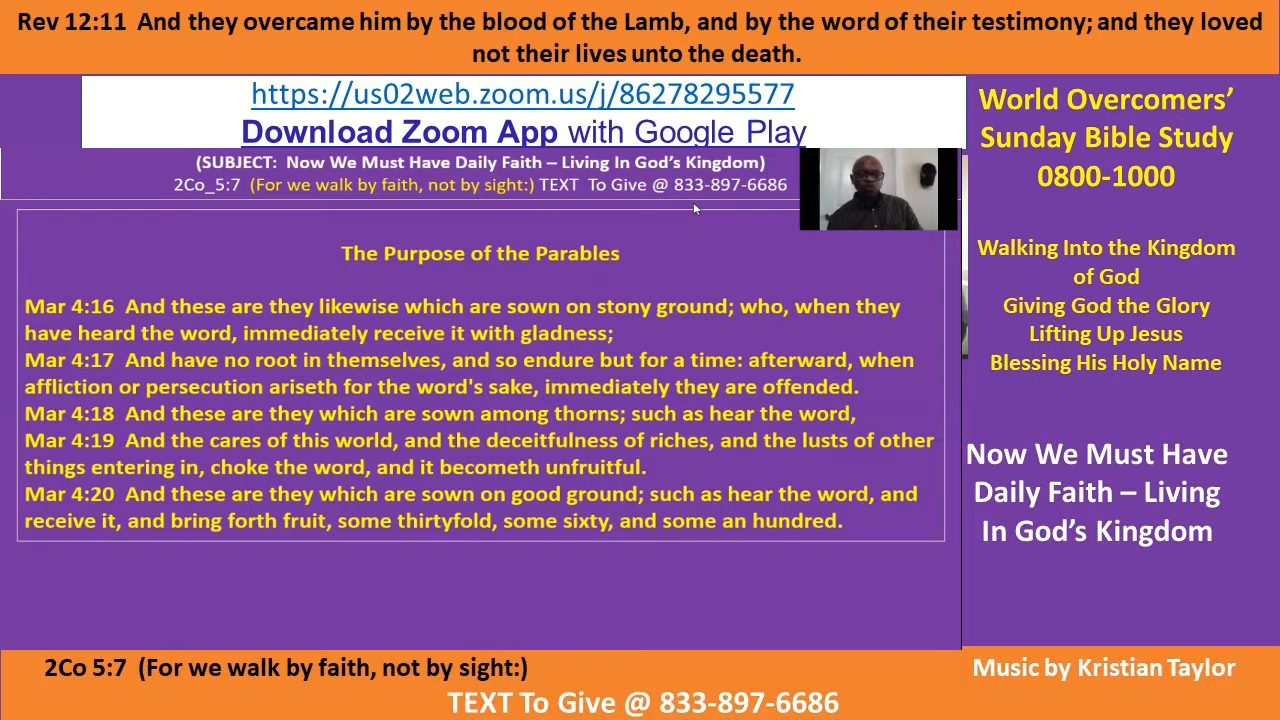 Rev 12:11  And they overcame him by the blood of the Lamb, and by the word of their testimony; and they loved
not their lives unto the death.
https://us02web.zoom.us/j/86278295577
Download Zoom App with Google Play
(SUBJECT:  Now We Must Have Daily Faith – Living In God's Kingdom)
2Co_5:7  (For we walk by faith, not by sight:) TEXT  To Give @ 833-897-6686
The Purpose of the Parables
Mar 4:16  And these are they likewise which are sown on stony ground; who, when they
have heard the word, immediately receive it with gladness;
Mar 4:17  And have no root in themselves, and so endure but for a time: afterward, when
affliction or persecution ariseth for the word's sake, immediately they are offended.
Mar 4:18  And these are they which are sown among thorns; such as hear the word,
Mar 4:19  And the cares of this world, and the deceitfulness of riches, and the lusts of other
things entering in, choke the word, and it becometh unfruitful.
Mar 4:20  And these are they which are sown on good ground; such as hear the word, and
receive it, and bring forth fruit, some thirtyfold, some sixty, and some an hundred.
World Overcomers'
Sunday Bible Study
0800-1000
Walking Into the Kingdom
of God
Giving God the Glory
Lifting Up Jesus
Blessing His Holy Name
Now We Must Have
Daily Faith – Living
In God's Kingdom
2Co 5:7  (For we walk by faith, not by sight:)
Music by Kristian Taylor
TEXT To Give @ 833-897-6686